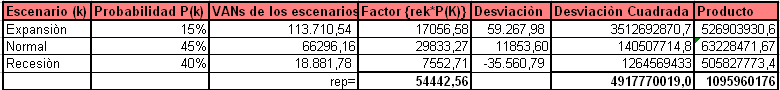 Escenario (k) Probabilidad P(k) VANs de los escenarios Factor {rek*P(K)} Desviación Desviación Cuadrada Producto
Expansiòn 15% 113.710,54 17056,58 59.267,98 3512692870,7 526903930,6
Normal 45% 66296,16 29833,27 11853,60 140507714,8 63228471,67
Recesiòn 40% 18.881,78 7552,71 -35.560,79 1264569433 505827773,4
rep= 54442,56 4917770019,0 1095960176